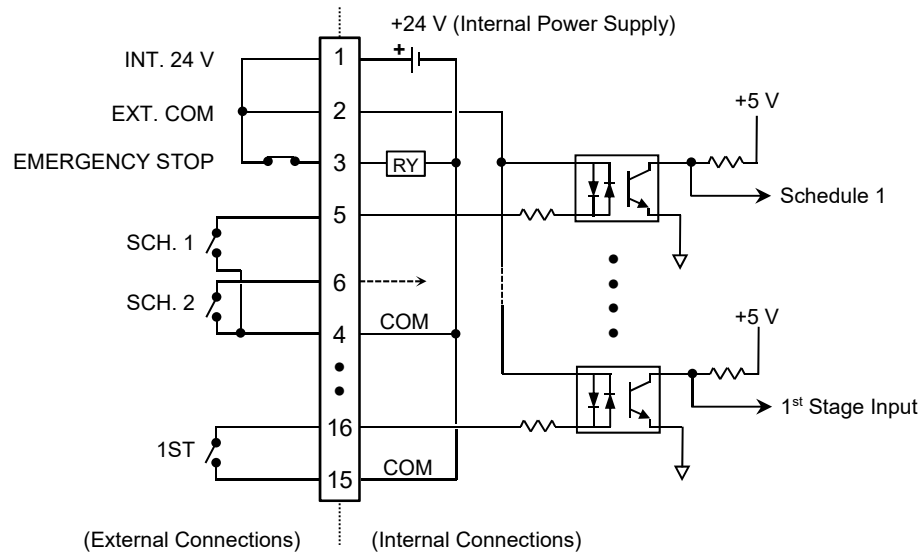 +24 V (Internal Power Supply)
INT. 24 V
1
+
EXT. COM
2
+5 V
EMERGENCY STOP
3
RY
Schedule 1
5
SCH. 1
6
SCH. 2
4
COM
+5 V
16
1st Stage Input
1ST
15
COM
(External Connections)
(Internal Connections)